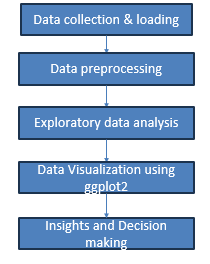 Data collection & loading
Data preprocessing
Exploratory data analysis
Data Visualization using
ggplot2
Insights and Decision
making